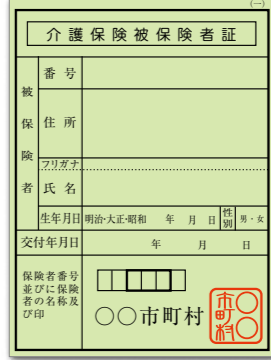 (一)
介護保険被保険者証
被保険者
番号
住所
フリガナ
氏名
生年月日 明治・大正・昭和 年 月 日 性別 男・女
交付年月日 年 月 日
保険者番号
並びに保険
者の名称及
び印
○○市町村
市町村○○